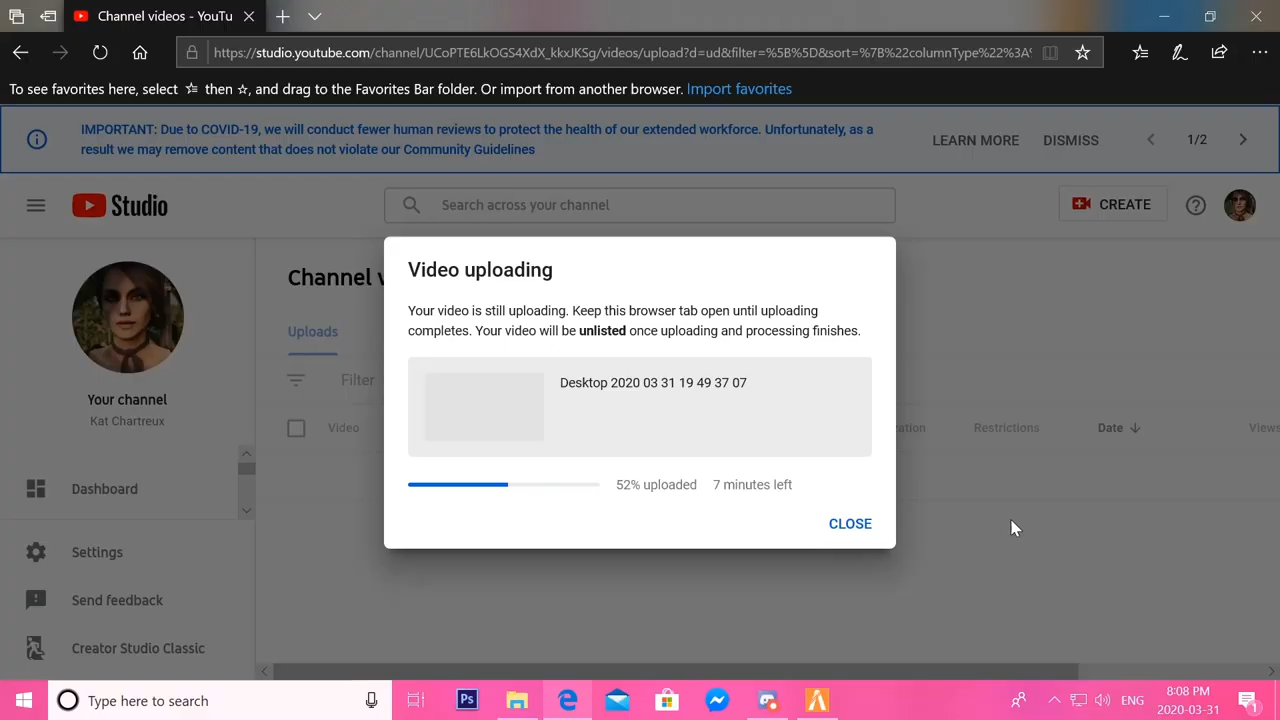 Channel videos - YouTu
https://studio.youtube.com/channel/UCoPTE6LkOGS4XdX_kkxJKSg/videos/upload?d=ud&filter=%5B%5D&sort=%7B%22columnType%22%3A%
To see favorites here, select then , and drag to the Favorites Bar folder. Or import from another browser. Import favorites
IMPORTANT: Due to COVID-19, we will conduct fewer human reviews to protect the health of our extended workforce. Unfortunately, as a
result we may remove content that does not violate our Community Guidelines
LEARN MORE DISMISS 1/2
Studio
Search across your channel
CREATE
Channel v
Uploads
Filter
Video
Restrictions
Date
Views
Your channel
Kat Chartreux
Dashboard
Settings
Send feedback
Creator Studio Classic
Video uploading
Your video is still uploading. Keep this browser tab open until uploading
completes. Your video will be unlisted once uploading and processing finishes.
Desktop 2020 03 31 19 49 37 07
52% uploaded 7 minutes left
CLOSE
Type here to search
Ps
ENG
8:08 PM
2020-03-31
1